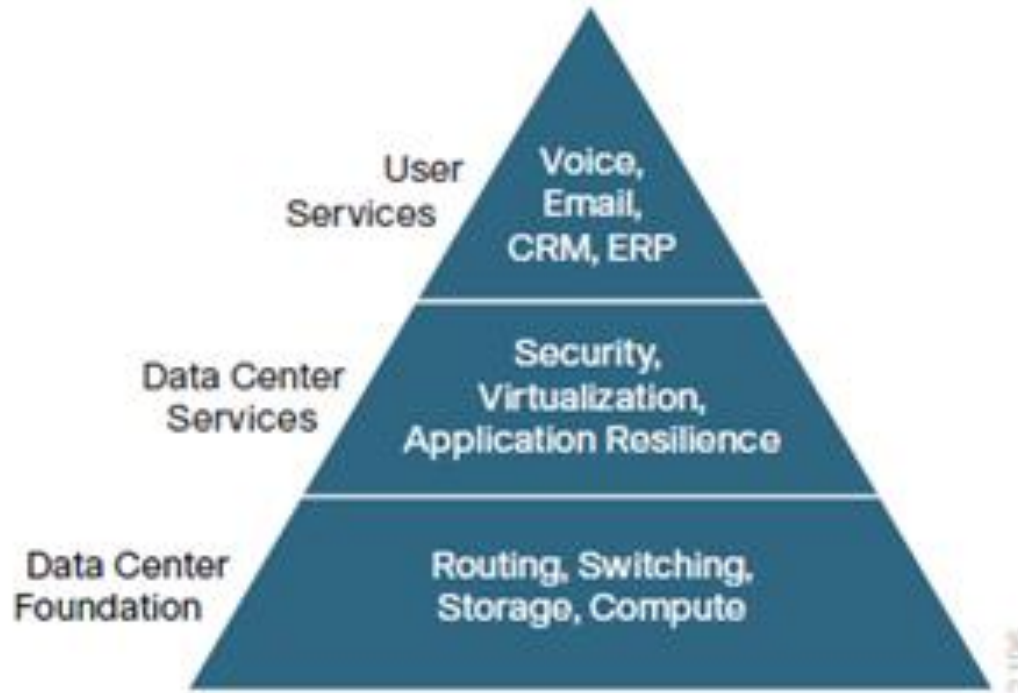 User
Services
Voice,
Email,
CRM, ERP
Data Center
Services
Security,
Virtualization,
Application Resilience
Data Center
Foundation
Routing, Switching,
Storage, Compute